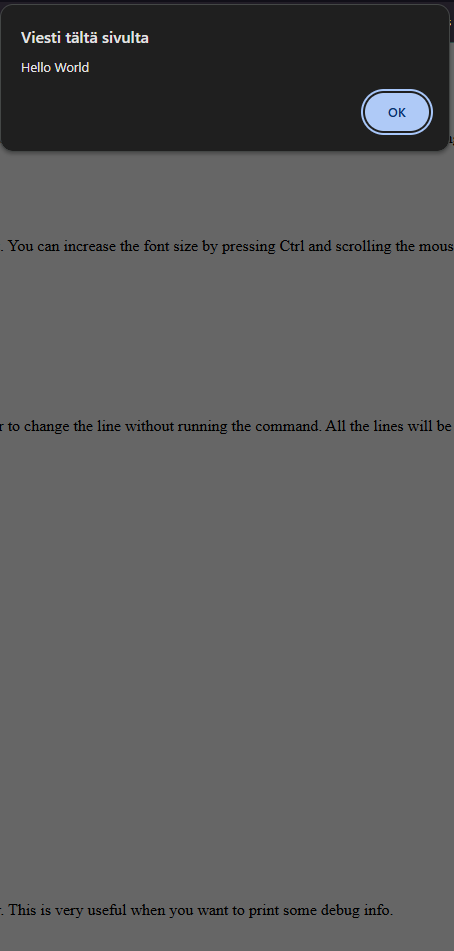 Viesti tältä sivulta
Hello World
OK
. You can increase the font size by pressing Ctrl and scrolling the mous
r to change the line without running the command. All the lines will be
. This is very useful when you want to print some debug info.